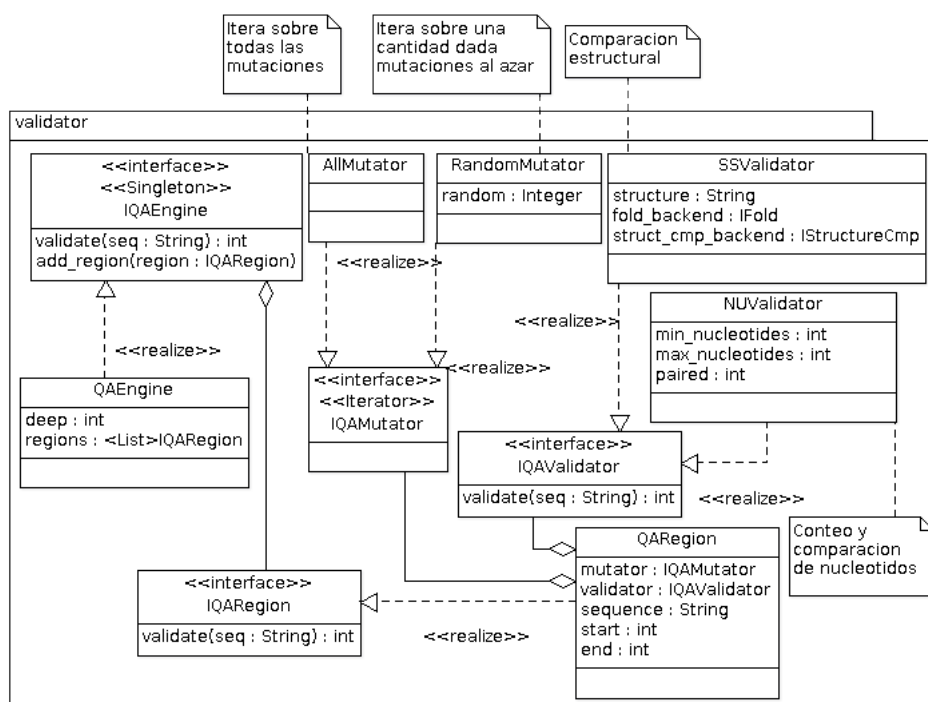 Itera sobre
todas las
mutaciones
Itera sobre una
cantidad dada
mutaciones al azar
Comparacion
estructural
validator
<<interface>>
<<Singleton>>
IQAEngine
validate(seq : String) : int
add_region(region : IQARegion)
AllMutator
RandomMutator
random : Integer
SSValidator
structure : String
fold_backend : IFold
struct_cmp_backend : IStructureCmp
<<realize>>
<<realize>>
NUValidator
min_nucleotides : int
max_nucleotides : int
paired : int
<<realize>>
<<realize>>
QAEngine
deep : int
regions : <List>IQARegion
<<interface>>
<<Iterator>>
IQAMutator
<<interface>>
IQAValidator
validate(seq : String) : int
<<realize>>
Conteo y
comparacion
de nucleotidos
QARegion
mutator : IQAMutator
validator : IQAValidator
sequence : String
start : int
end : int
<<interface>>
IQARegion
validate(seq : String) : int
<<realize>>